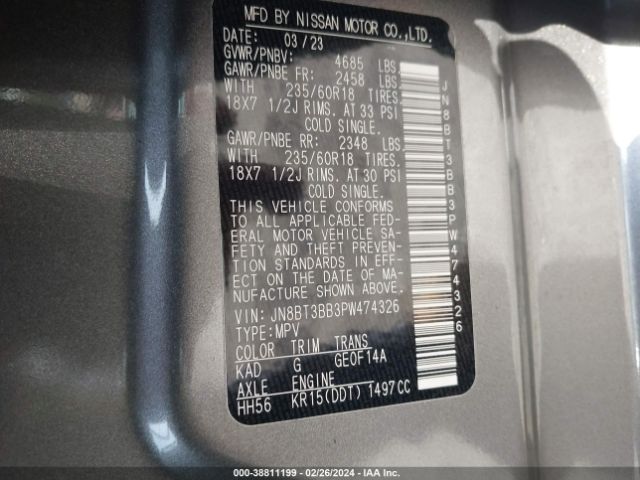 MFD BY NISSAN MOTOR CO.,LTD.
DATE: 03/23
GVWR/PNBV: 4685 LBS
GAWR/PNBE FR: 2458 LBS
WITH 235/60R18 TIRES.
18X7 1/2J RIMS, AT 33 PSI
COLD SINGLE.
GAWR/PNBE RR: 2348 LBS
WITH 235/60R18 TIRES.
18X7 1/2J RIMS, AT 30 PSI
COLD SINGLE.
THIS VEHICLE CONFORMS
TO ALL APPLICABLE FED-
ERAL MOTOR VEHICLE SA-
FETY AND THEFT PREVEN-
TION STANDARDS IN EFF-
ECT ON THE DATE OF MA-
NUFACTURE SHOWN ABOVE.
VIN: JN8BT3BB3PW474326
TYPE:MPV
COLOR TRIM TRANS
KAD G GE0F14A
AXLE ENGINE
HH56 KR15(DDT) 1497CC
JN8BT3BB3PW474326
000-38811199 - 02/26/2024 - IAA Inc.